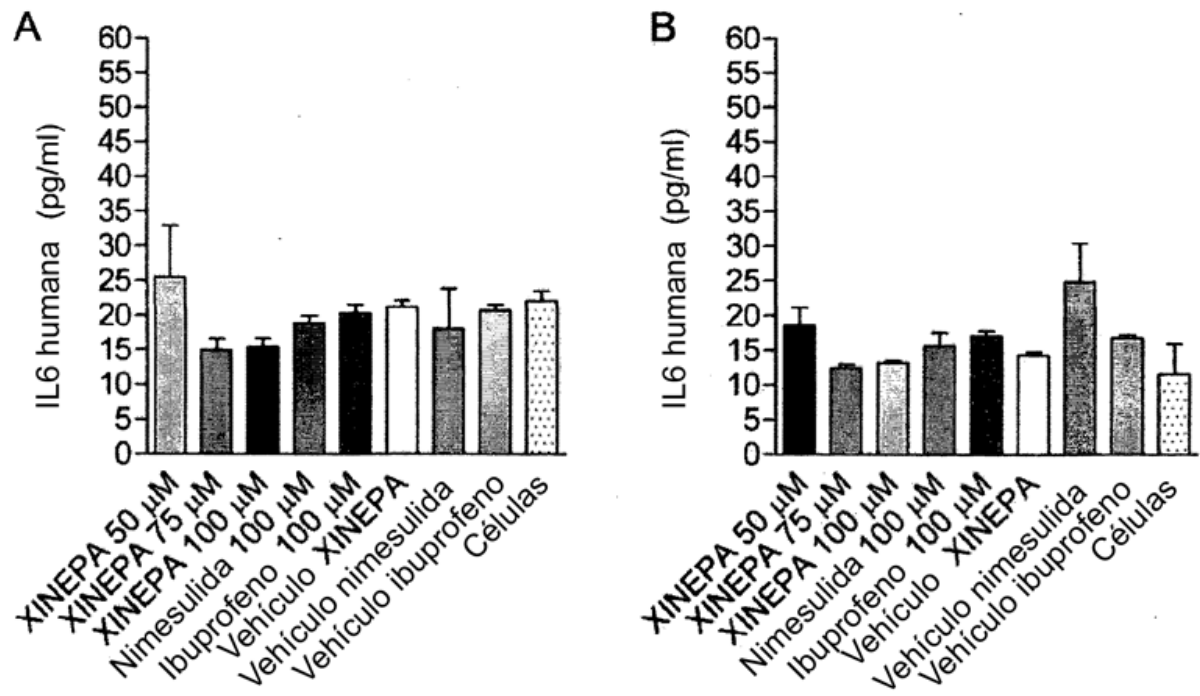 A
IL6 humana (pg/ml)
60
55
50
45
40
35
30
25
20
15
10
5
0
XINEPA 50 µM
XINEPA 75 µM
XINEPA 100 µM
Nimesulida 100 µM
Ibuprofeno 100 µM
Vehículo XINEPA
Vehículo nimesulida
Vehículo ibuprofeno
Células
B
IL6 humana (pg/ml)
60
55
50
45
40
35
30
25
20
15
10
5
0
XINEPA 50 µM
XINEPA 75 µM
XINEPA 100 µM
Nimesulida 100 µM
Ibuprofeno 100 µM
Vehículo XINEPA
Vehículo nimesulida
Vehículo ibuprofeno
Células